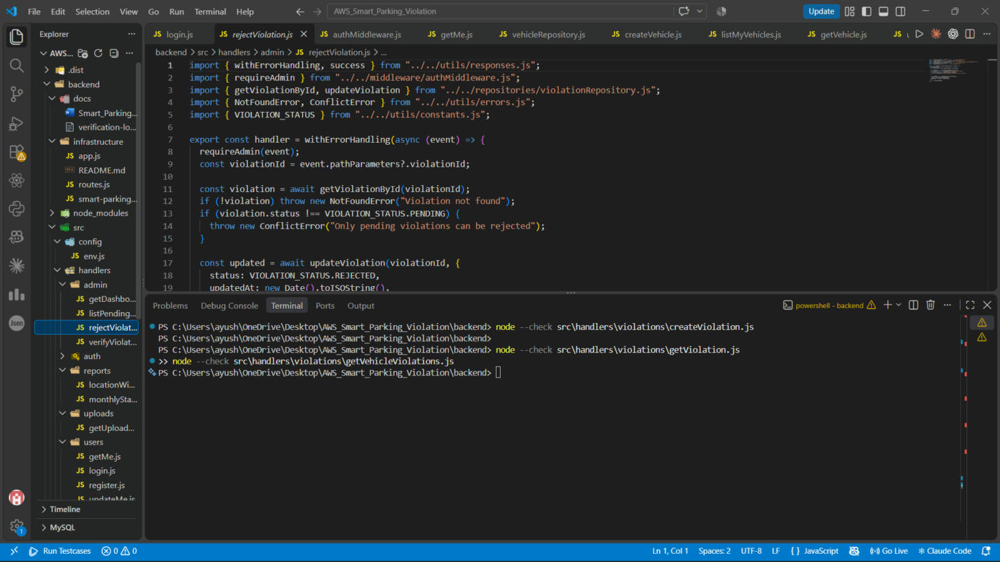 File Edit Selection View Go Run Terminal Help
AWS_Smart_Parking_Violation
Update
Explorer
AWS...
.dist
backend
docs
Smart_Parking...
verification-lo...
infrastructure
app.js
README.md
routes.js
smart-parking...
node_modules
src
config
env.js
handlers
admin
getDashbo...
listPending...
rejectViolat...
verifyViolat...
auth
reports
locationWi...
monthlySta...
uploads
getUpload...
users
getMe.js
login.js
register.js
updateMe.js
Timeline
MySQL
JS login.js JS rejectViolation.js JS authMiddleware.js JS getMe.js JS vehicleRepository.js JS createVehicle.js JS listMyVehicles.js JS getVehicle.js JS
backend > src > handlers > admin > JS rejectViolation.js > ...
1 import { withErrorHandling, success } from "../../utils/responses.js";
2 import { requireAdmin } from "../../middleware/authMiddleware.js";
3 import { getViolationById, updateViolation } from "../../repositories/violationRepository.js";
4 import { NotFoundError, ConflictError } from "../../utils/errors.js";
5 import { VIOLATION_STATUS } from "../../utils/constants.js";
6
7 export const handler = withErrorHandling(async (event) => {
8 requireAdmin(event);
9 const violationId = event.pathParameters?.violationId;
10
11 const violation = await getViolationById(violationId);
12 if (!violation) throw new NotFoundError("Violation not found");
13 if (violation.status !== VIOLATION_STATUS.PENDING) {
14 throw new ConflictError("Only pending violations can be rejected");
15 }
16
17 const updated = await updateViolation(violationId, {
18 status: VIOLATION_STATUS.REJECTED,
19 updatedAt: new Date().toISOString(),
Problems Debug Console Terminal Ports Output
powershell - backend
PS C:\Users\ayush\OneDrive\Desktop\AWS_Smart_Parking_Violation\backend> node --check src\handlers\violations\createViolation.js
PS C:\Users\ayush\OneDrive\Desktop\AWS_Smart_Parking_Violation\backend>
PS C:\Users\ayush\OneDrive\Desktop\AWS_Smart_Parking_Violation\backend> node --check src\handlers\violations\getViolation.js
>> node --check src\handlers\violations\getVehicleViolations.js
PS C:\Users\ayush\OneDrive\Desktop\AWS_Smart_Parking_Violation\backend>
Json
1
Run Testcases 0 0
Ln 1, Col 1 Spaces: 2 UTF-8 LF { } JavaScript Go Live Claude Code